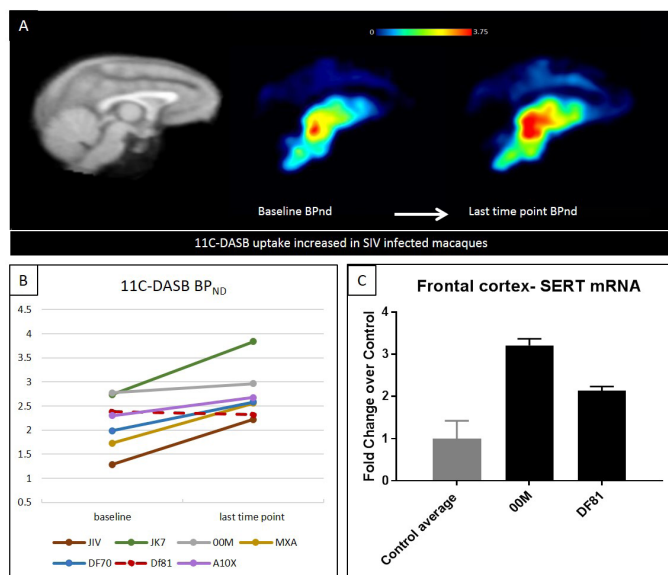 A
0 3.75
Baseline BPnd Last time point BPnd
11C-DASB uptake increased in SIV infected macaques
B
11C-DASB BPND
4.5
4
3.5
3
2.5
2
1.5
1
0.5
baseline last time point
JIV JK7 00M MXA
DF70 Df81 A10X
C
Frontal cortex- SERT mRNA
Fold Change over Control
4
3
2
1
0
Control average
00M
DF81